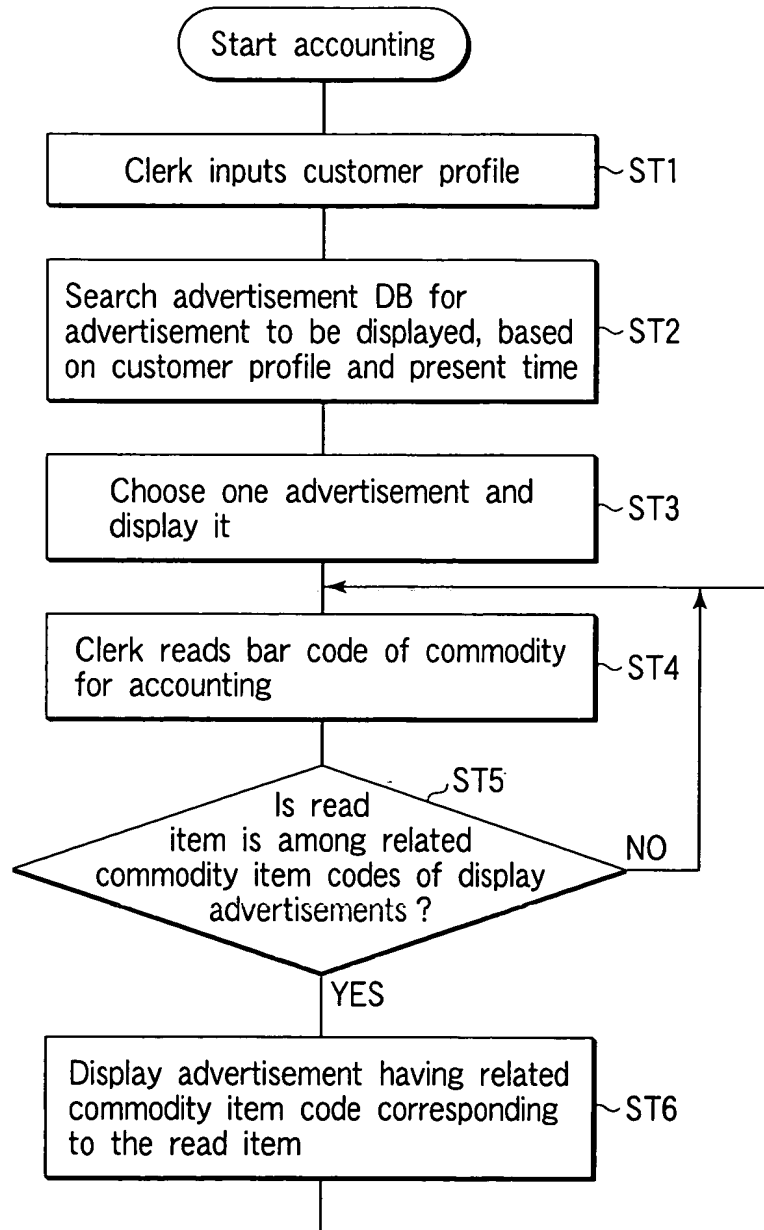 Start accounting
Clerk inputs customer profile
ST1
Search advertisement DB for
advertisement to be displayed, based
on customer profile and present time
ST2
Choose one advertisement and
display it
ST3
Clerk reads bar code of commodity
for accounting
ST4
ST5
Is read
item is among related
commodity item codes of display
advertisements ?
NO
YES
Display advertisement having related
commodity item code corresponding
to the read item
ST6